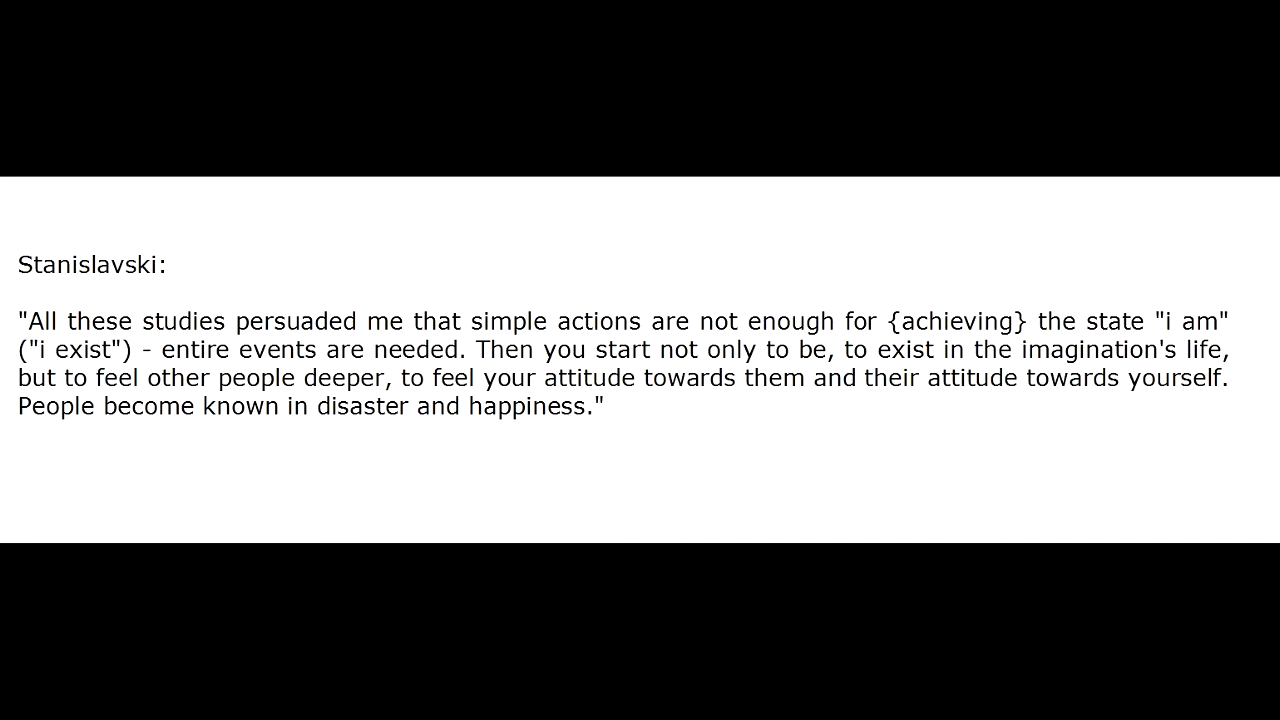 Stanislavski:
"All these studies persuaded me that simple actions are not enough for {achieving} the state "i am"
("i exist") - entire events are needed. Then you start not only to be, to exist in the imagination's life,
but to feel other people deeper, to feel your attitude towards them and their attitude towards yourself.
People become known in disaster and happiness."